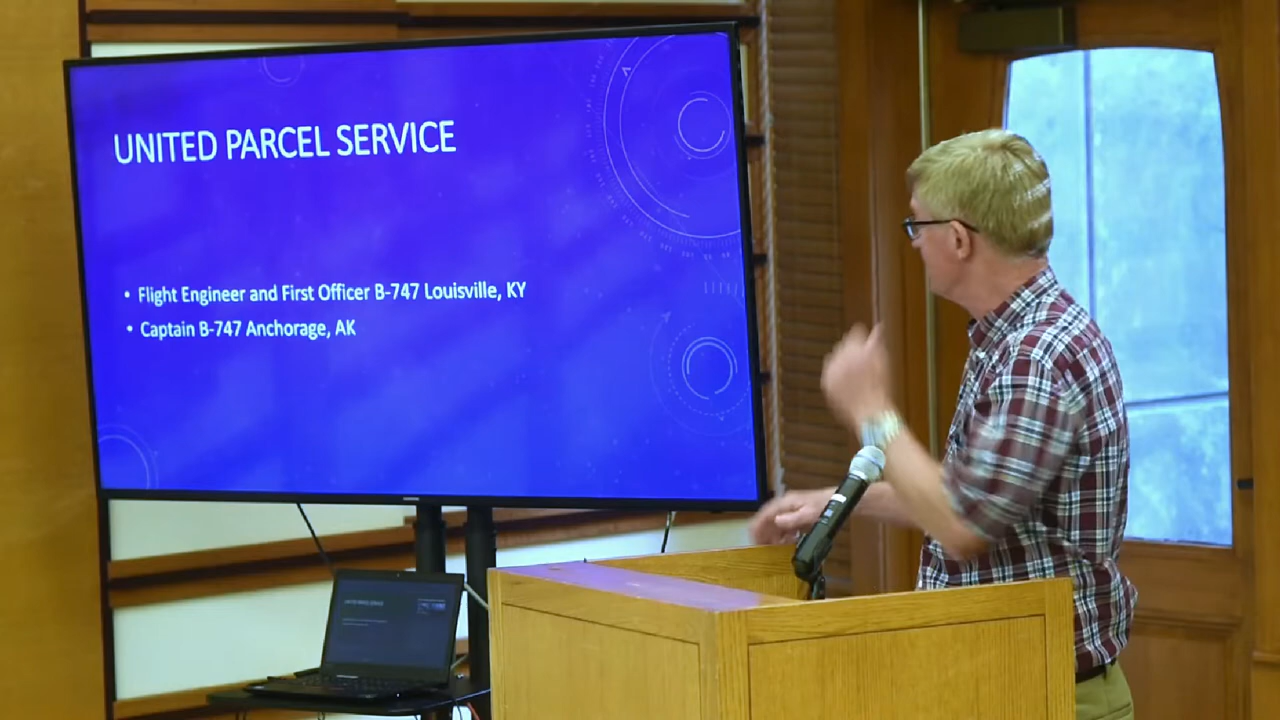 UNITED PARCEL SERVICE
• Flight Engineer and First Officer B-747 Louisville, KY
• Captain B-747 Anchorage, AK